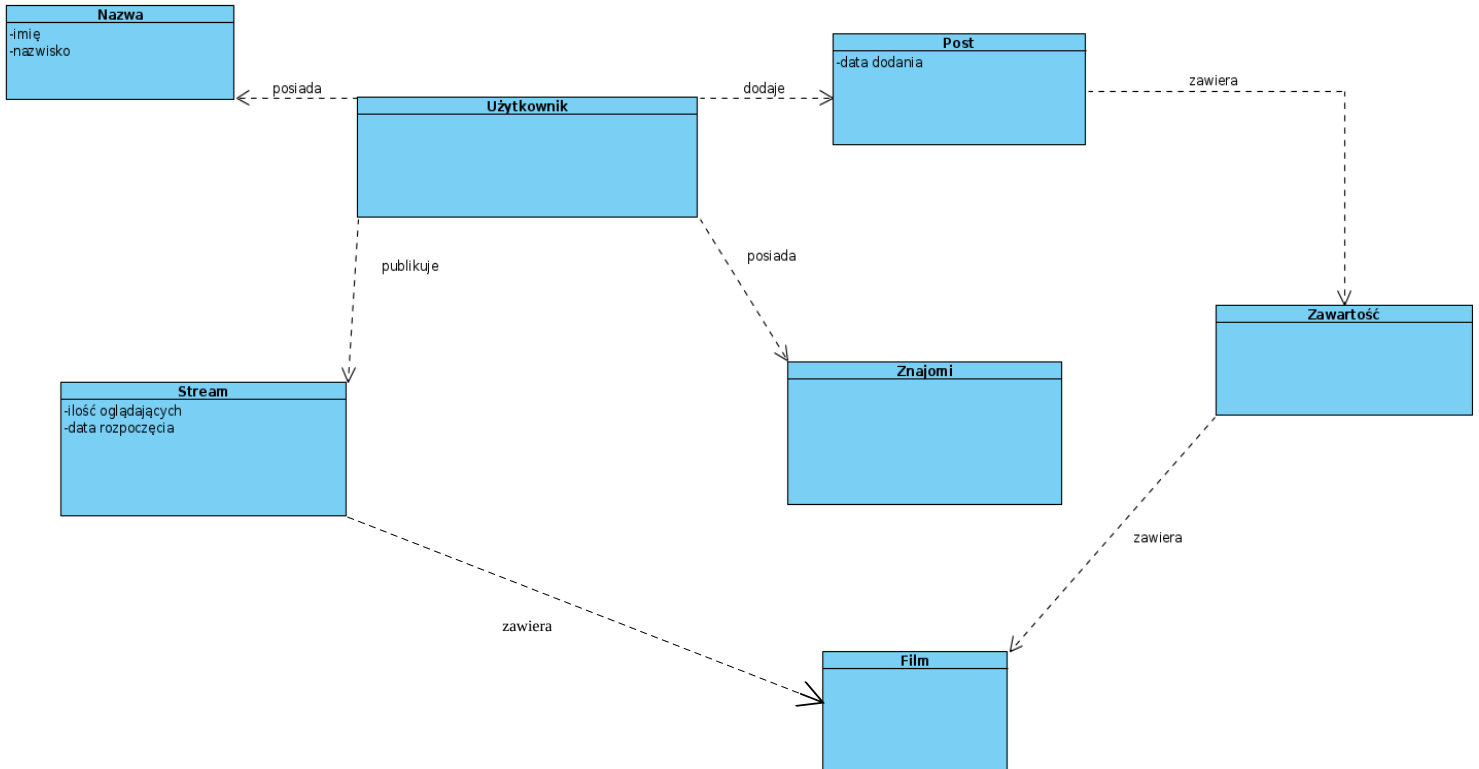 Nazwa
-imię
-nazwisko
Post
-data dodania
posiada
dodaje
zawiera
Użytkownik
publikuje
posiada
Zawartość
Znajomi
Stream
-ilość oglądających
-data rozpoczęcia
zawiera
zawiera
Film